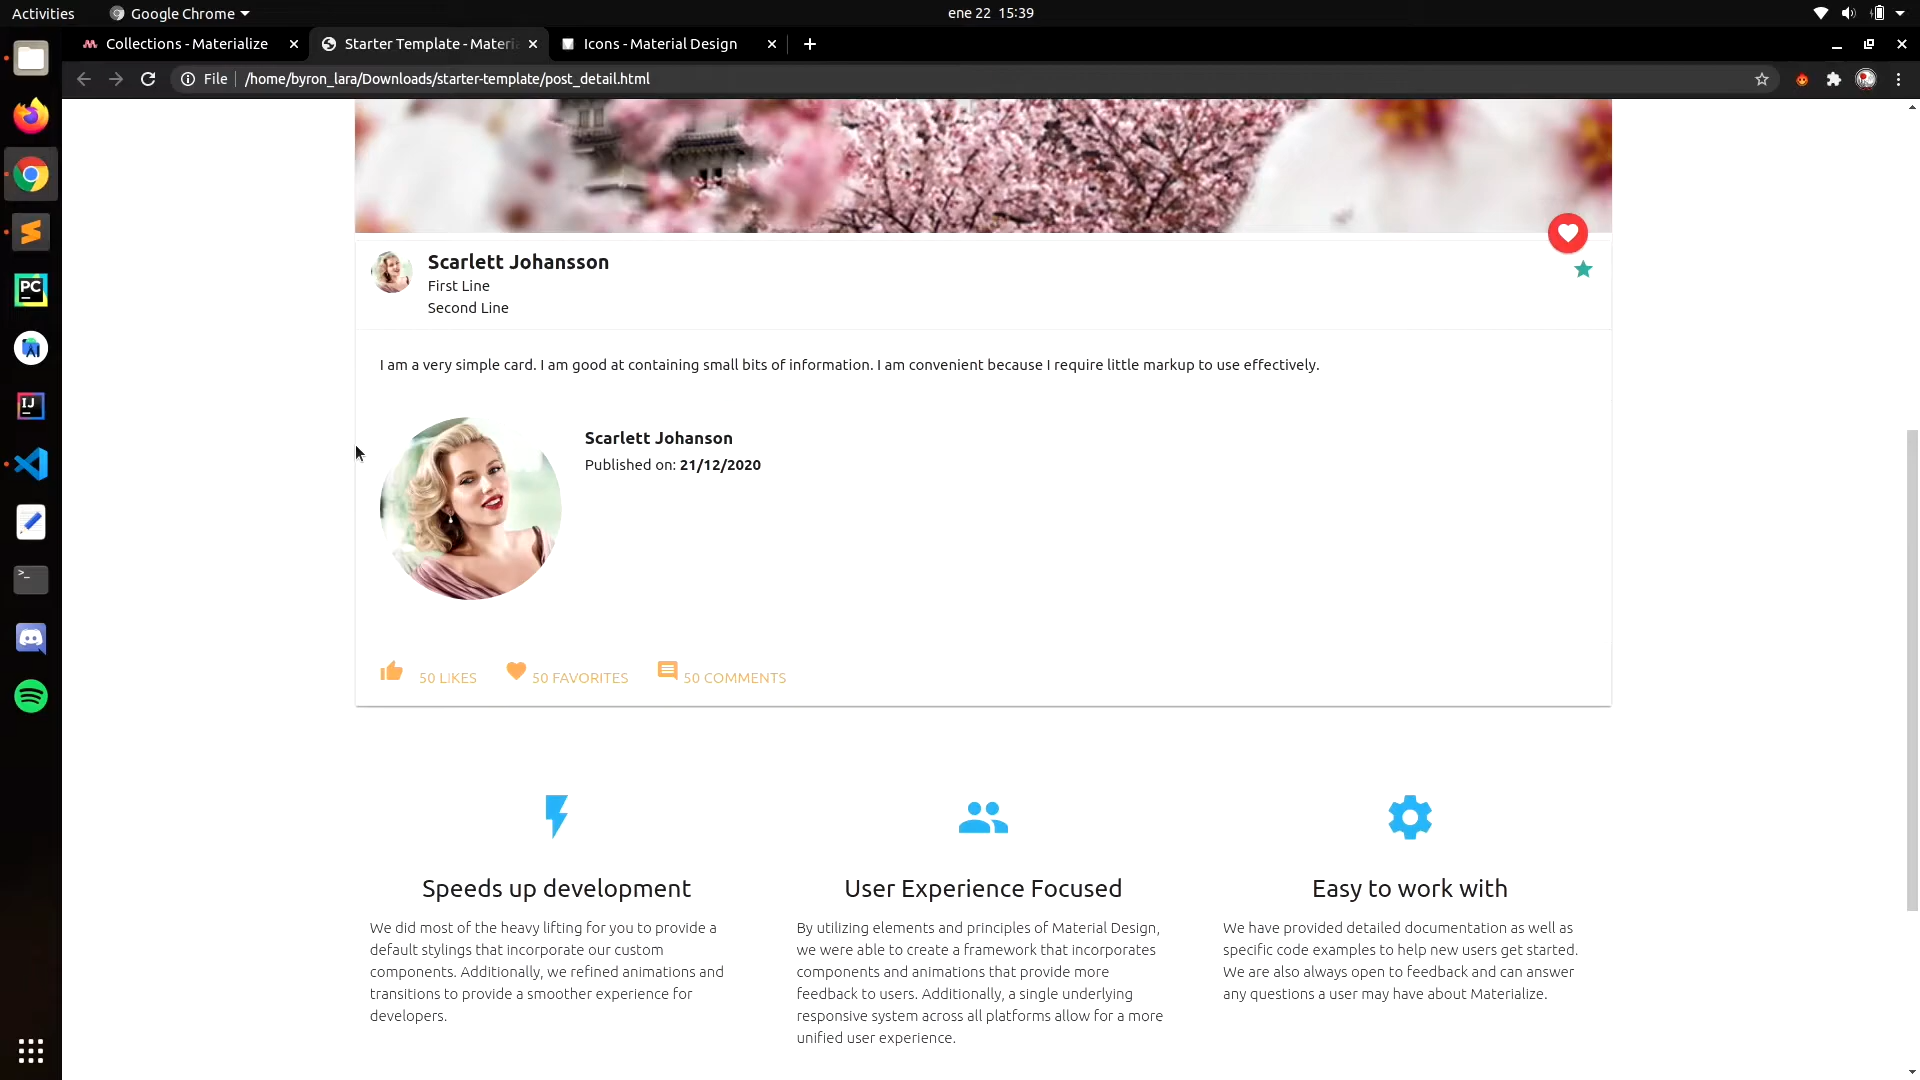 Activities
Google Chrome
ene 22 15:39
Collections - Materialize
Starter Template - Materi
Icons - Material Design
File
/home/byron_lara/Downloads/starter-template/post_detail.html
Scarlett Johansson
First Line
Second Line
I am a very simple card. I am good at containing small bits of information. I am convenient because I require little markup to use effectively.
Scarlett Johanson
Published on: 21/12/2020
50 LIKES
50 FAVORITES
50 COMMENTS
Speeds up development
We did most of the heavy lifting for you to provide a
default stylings that incorporate our custom
components. Additionally, we refined animations and
transitions to provide a smoother experience for
developers.
User Experience Focused
By utilizing elements and principles of Material Design,
we were able to create a framework that incorporates
components and animations that provide more
feedback to users. Additionally, a single underlying
responsive system across all platforms allow for a more
unified user experience.
Easy to work with
We have provided detailed documentation as well as
specific code examples to help new users get started.
We are also always open to feedback and can answer
any questions a user may have about Materialize.
PC
IJ